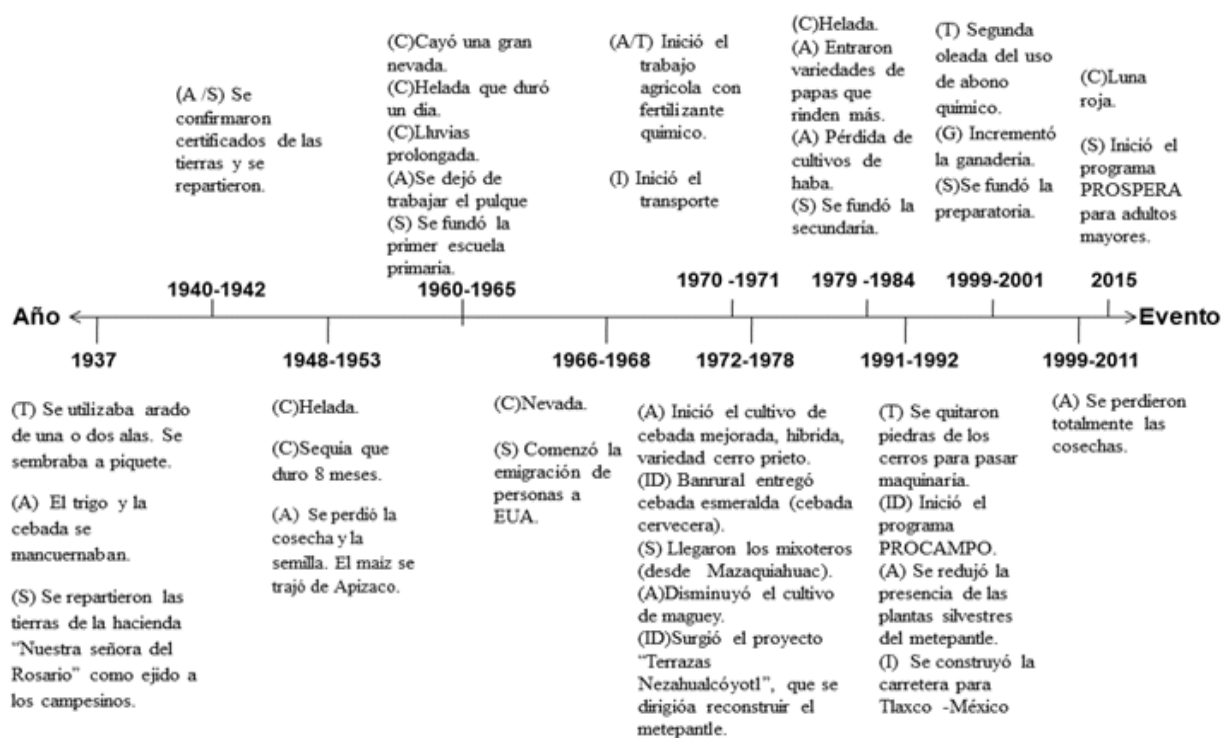 (A /S) Se
confirmaron
certificados de las
tierras y se
repartieron.
(C)Cayó una gran
nevada.
(C)Helada que duró
un día.
(C)Lluvias
prolongada.
(A)Se dejó de
trabajar el pulque
(S) Se fundó la
primer escuela
primaria.
(A/T) Inició el
trabajo
agrícola con
fertilizante
quimico.
(I) Inició el
transporte
(C)Helada.
(A) Entraron
variedades de
papas que
rinden más.
(A) Pérdida de
cultivos de
haba.
(S) Se fundó la
secundaria.
(T) Segunda
oleada del uso
de abono
quimico.
(G) Incrementó
la ganaderia.
(S)Se fundó la
preparatoria.
(C)Luna
roja.
(S) Inició el
programa
PROSPERA
para adultos
mayores.
1940-1942
1960-1965
1970 -1971
1979 -1984
1999-2001
2015
Año
Evento
1937
1948-1953
1966-1968
1972-1978
1991-1992
1999-2011
(T) Se utilizaba arado
de una o dos alas. Se
sembraba a piquete.
(A) El trigo y la
cebada se
mancuernaban.
(S) Se repartieron las
tierras de la hacienda
“Nuestra señora del
Rosario” como ejido a
los campesinos.
(C)Helada.
(C)Sequia que
duro 8 meses.
(A) Se perdió la
cosecha y la
semilla. El maiz se
trajó de Apizaco.
(C)Nevada.
(S) Comenzó la
emigración de
personas a
EUA.
(A) Inició el cultivo de
cebada mejorada, hibrida,
variedad cerro prieto.
(ID) Banrural entregó
cebada esmeralda (cebada
cervecera).
(S) Llegaron los mixoteros
(desde Mazaquiahuac).
(A)Disminuyó el cultivo
de maguey.
(ID)Surgió el proyecto
“Terrazas
Nezahualcóyotl”, que se
dirigióa reconstruir el
metepantle.
(T) Se quitaron
piedras de los
cerros para pasar
maquinaria.
(ID) Inició el
programa
PROCAMPO.
(A) Se redujó la
presencia de las
plantas silvestres
del metepantle.
(I) Se construyó la
carretera para
Tlaxco -México
(A) Se perdieron
totalmente las
cosechas.